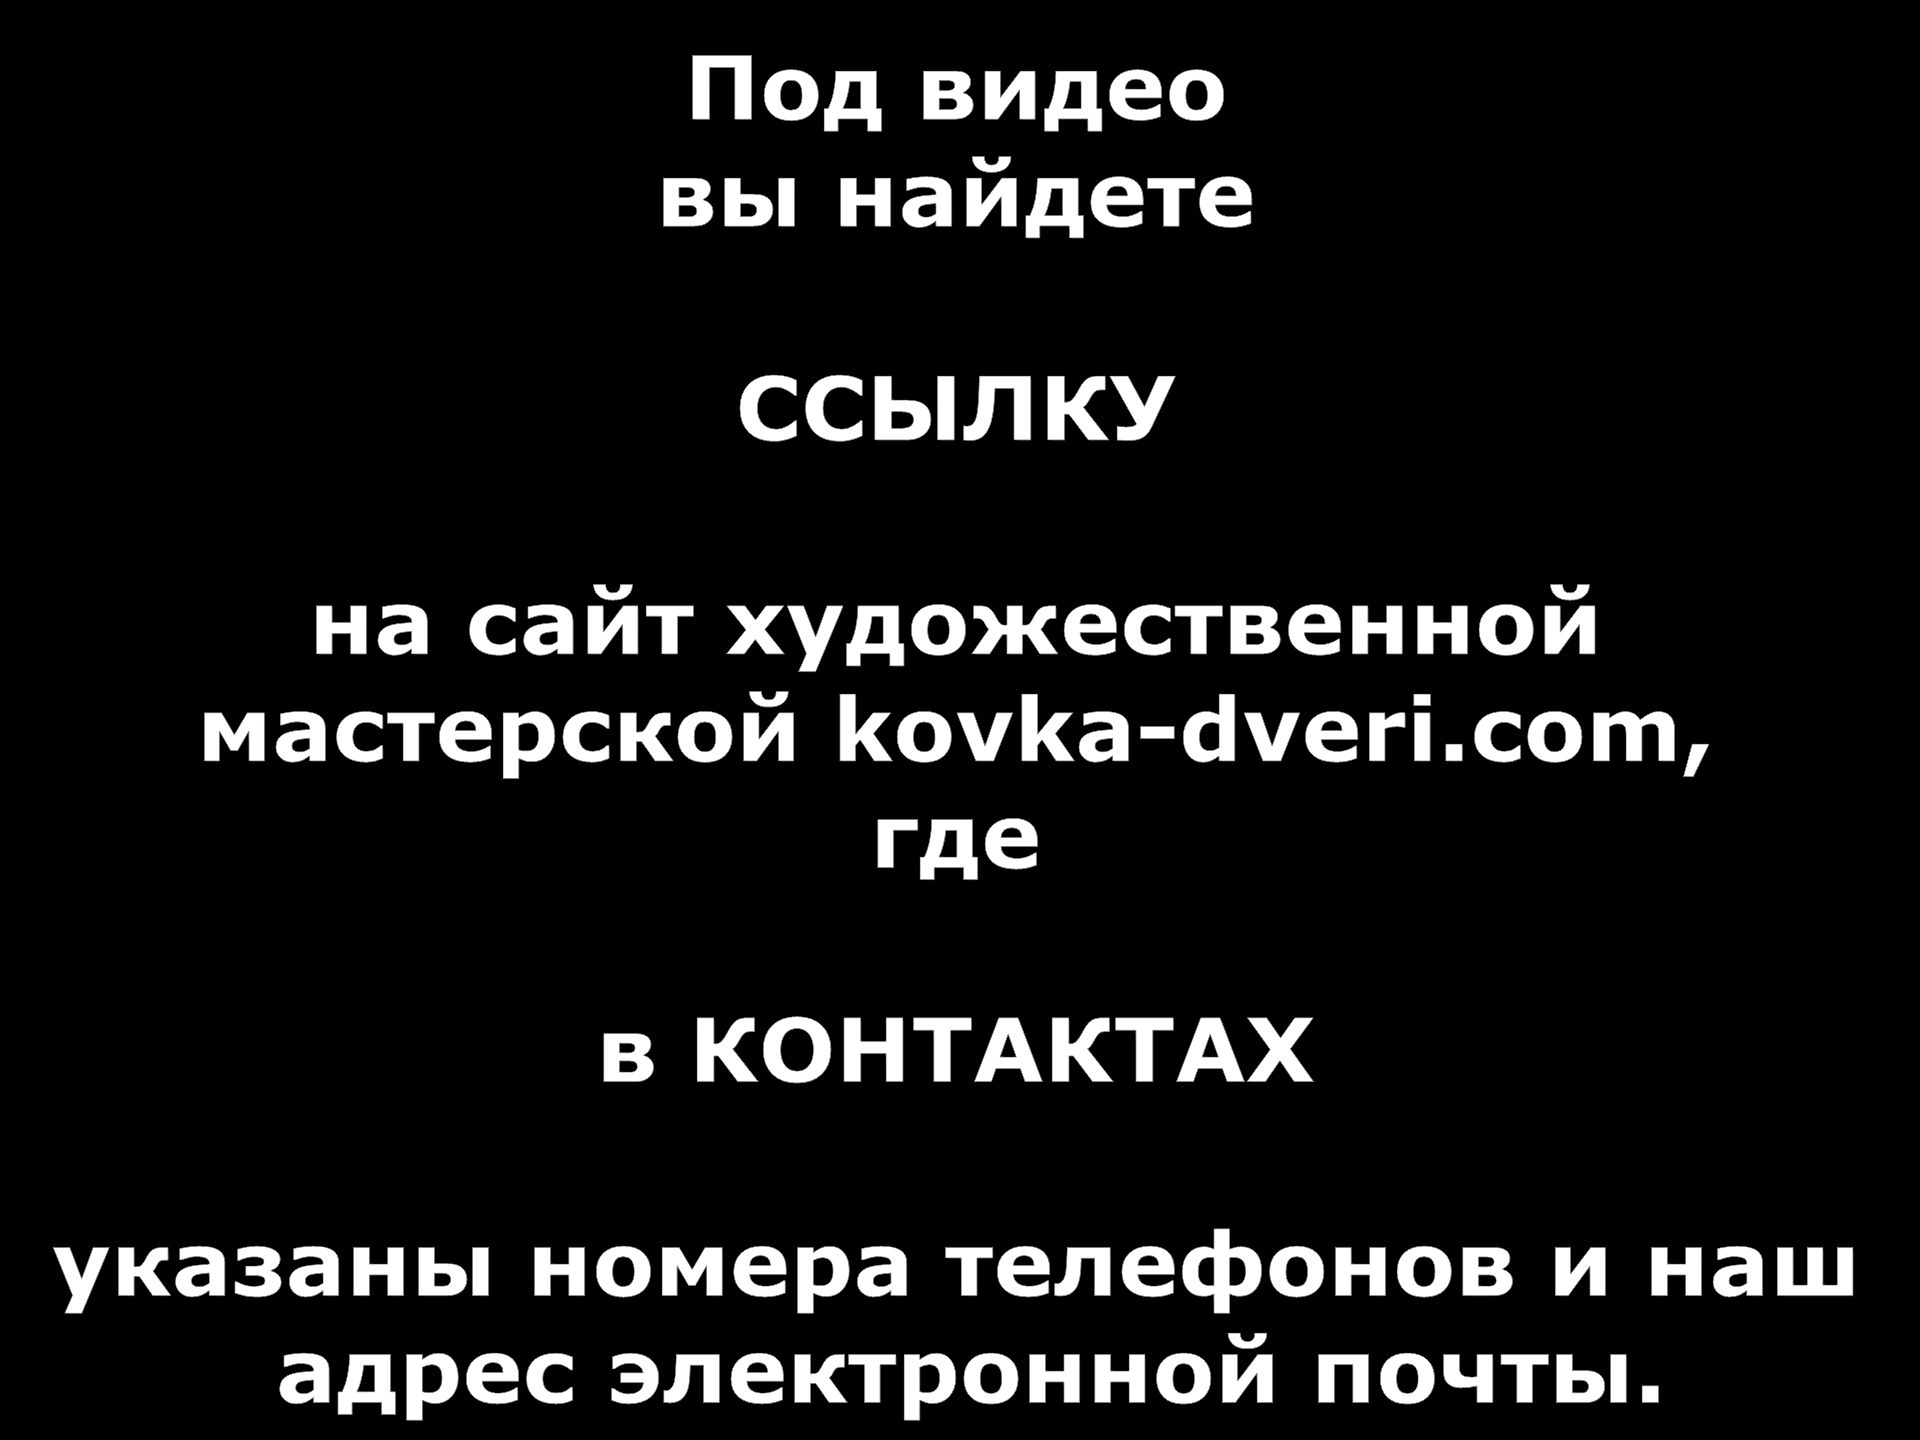 Под видео
вы найдете
ССЫЛКУ
на сайт художественной
мастерской kovka-dveri.com,
где
в КОНТАКТАХ
указаны номера телефонов и наш
адрес электронной почты.